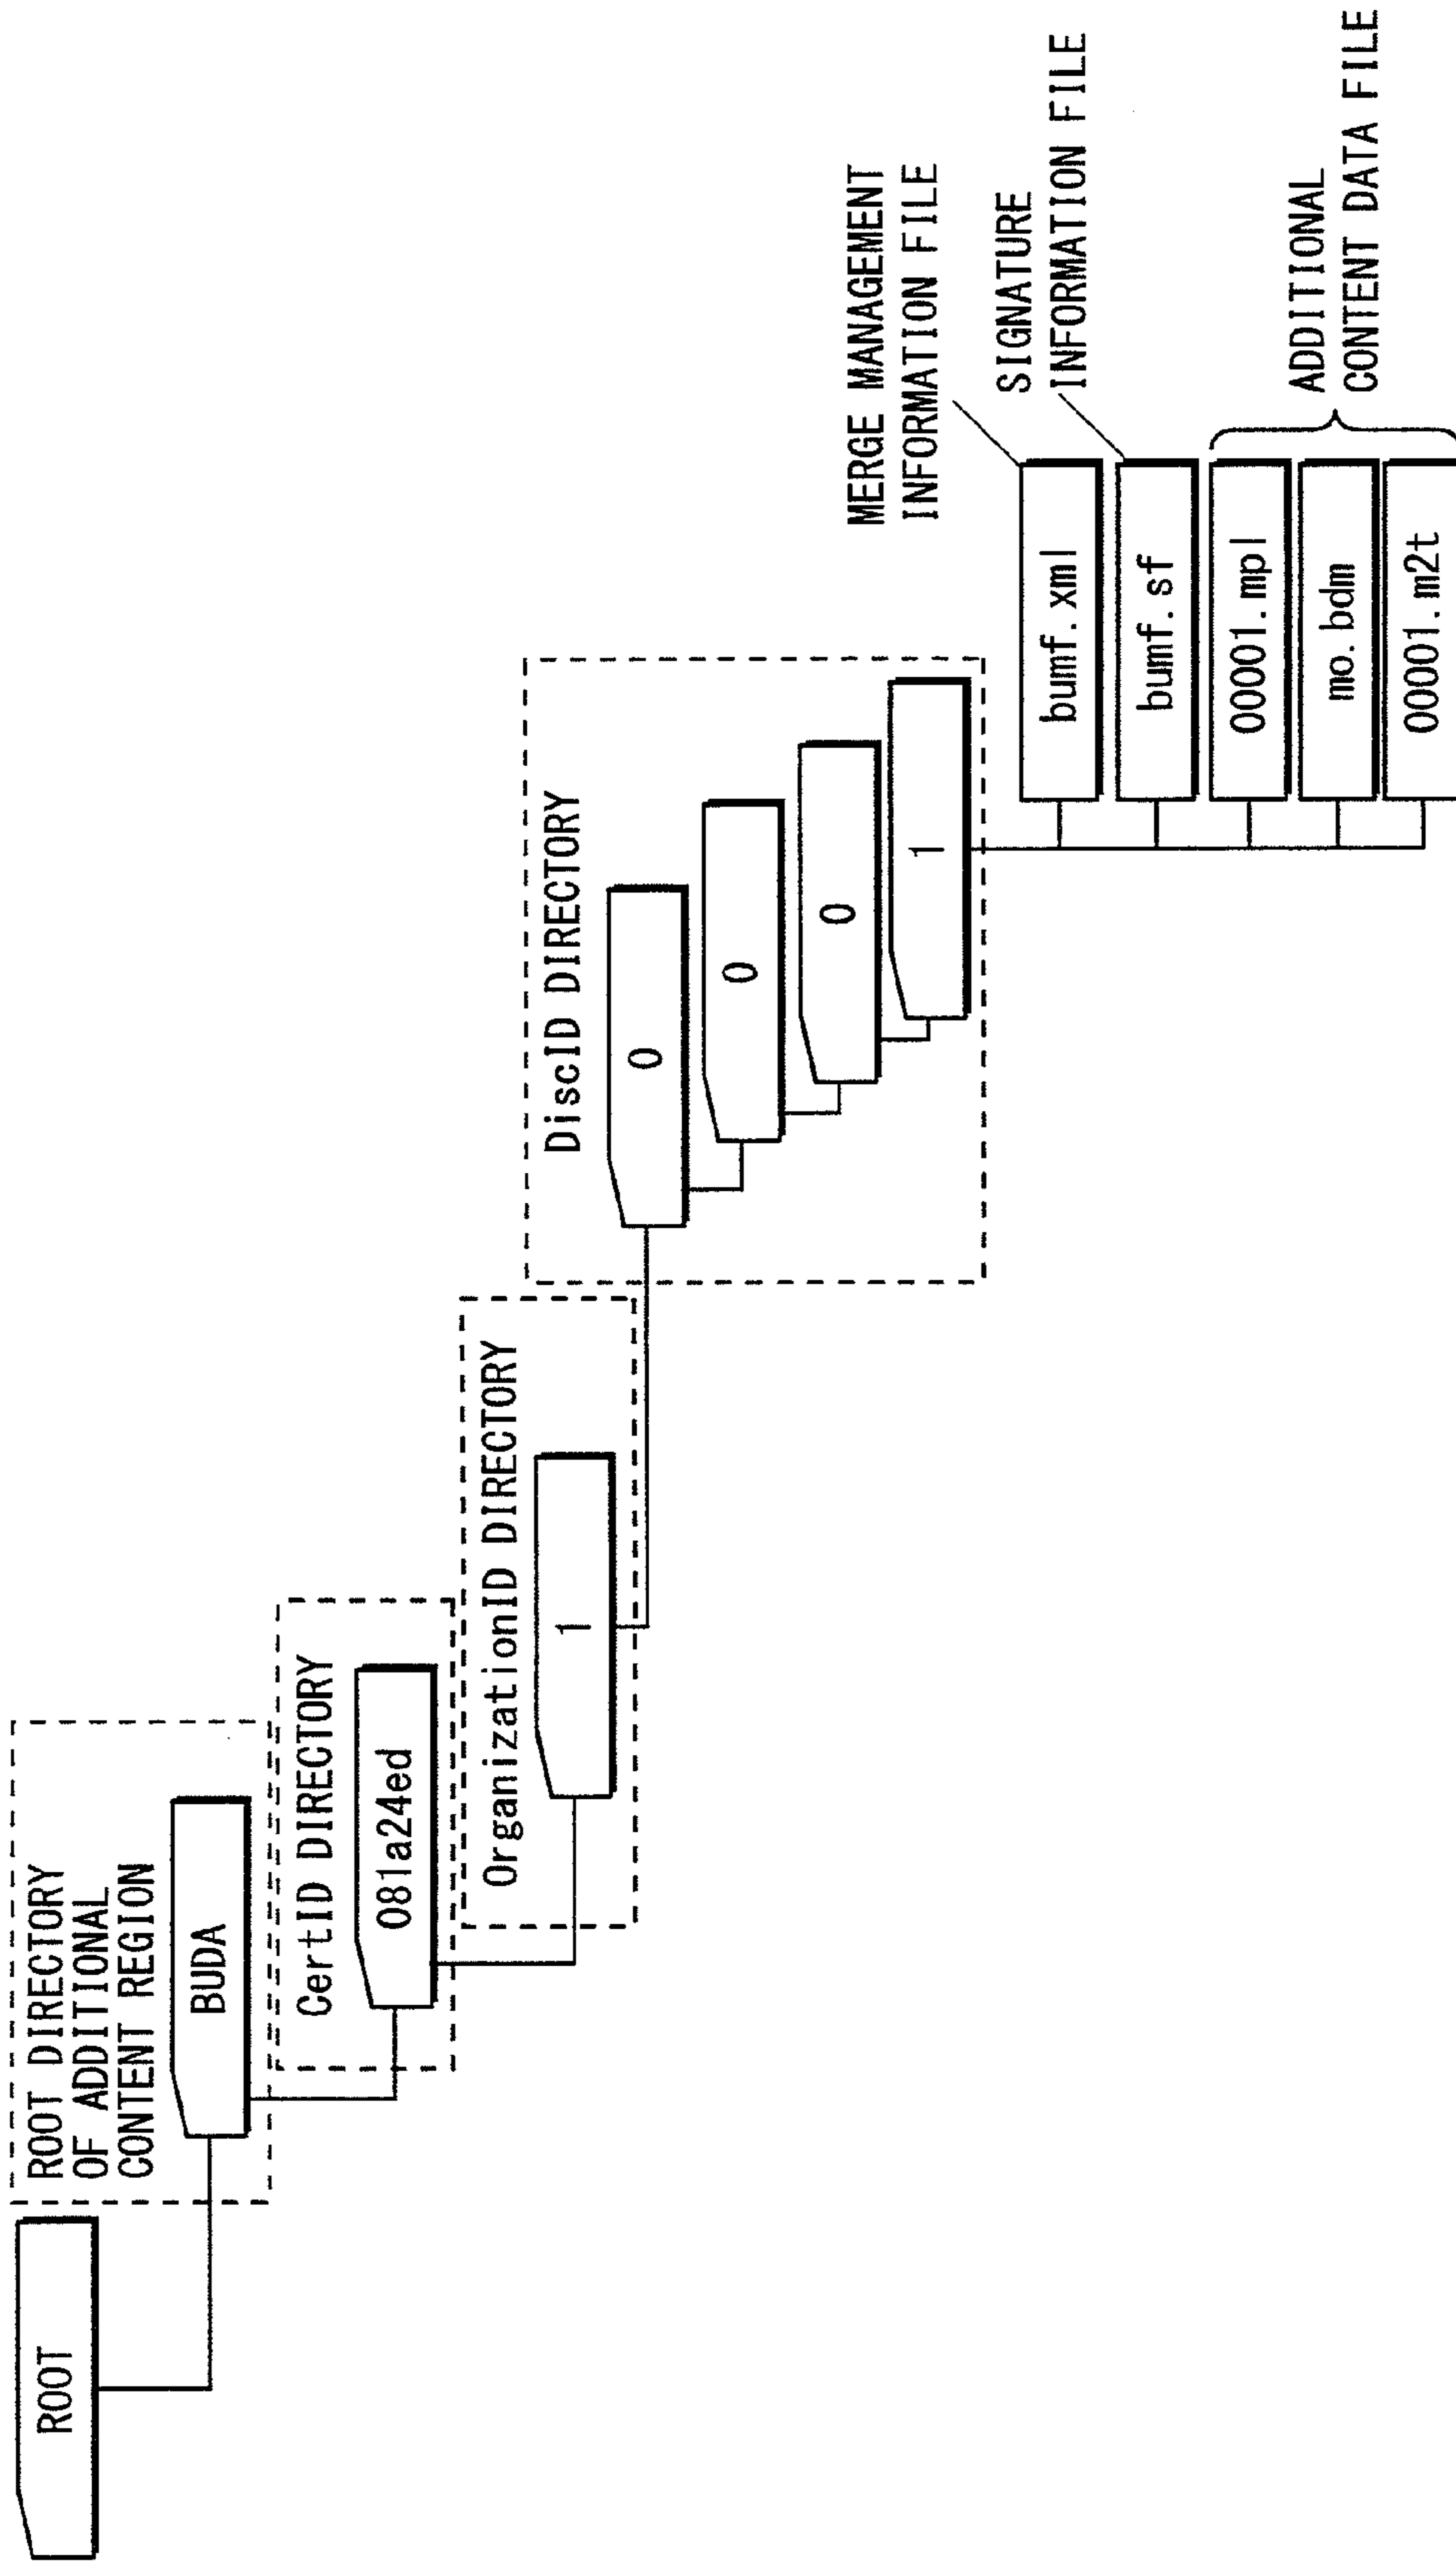 ROOT
ROOT DIRECTORY
OF ADDITIONAL
CONTENT REGION
BUDA
CertID DIRECTORY
081a24ed
OrganizationID DIRECTORY
1
DiscID DIRECTORY
0
0
0
1
MERGE MANAGEMENT
INFORMATION FILE
bumf.xml
SIGNATURE
INFORMATION FILE
bumf.sf
00001.mpl
mo.bdm
00001.m2t
ADDITIONAL
CONTENT DATA FILE